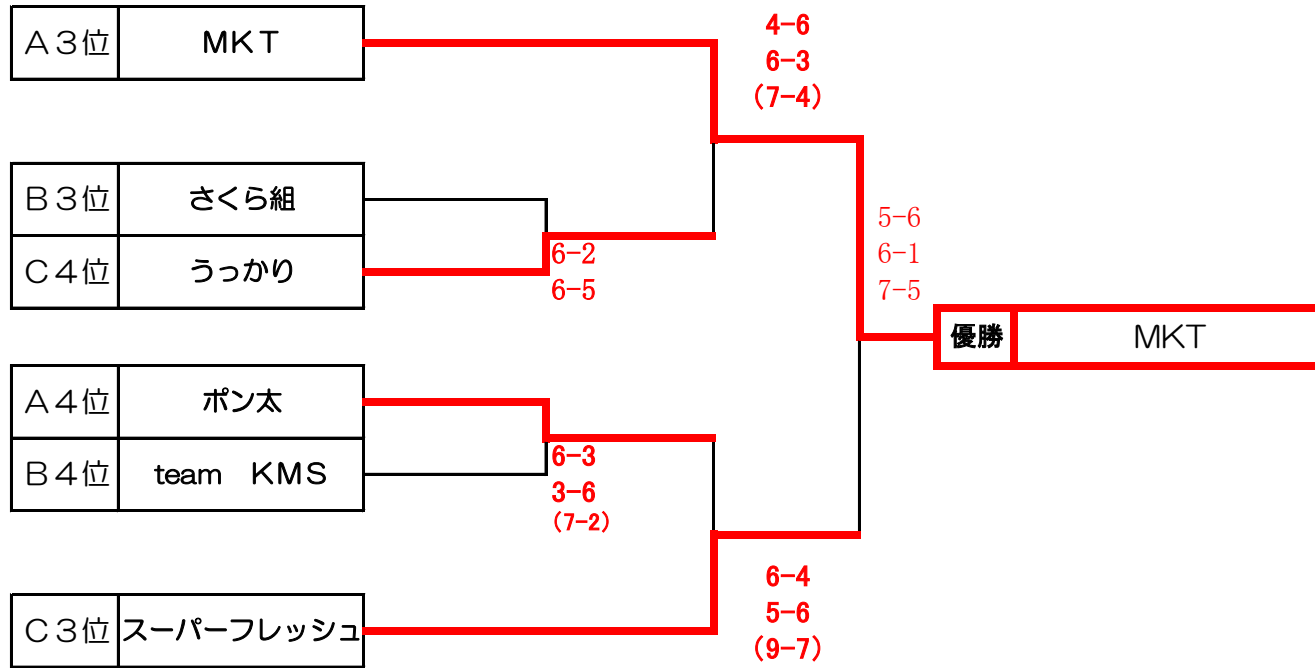 A3位 MKT
4-6
6-3
(7-4)
B3位 さくら組
C4位 うっかり
6-2
6-5
5-6
6-1
7-5
優勝 MKT
A4位 ポン太
B4位 team KMS
6-3
3-6
(7-2)
C3位 スーパーフレッシュ
6-4
5-6
(9-7)